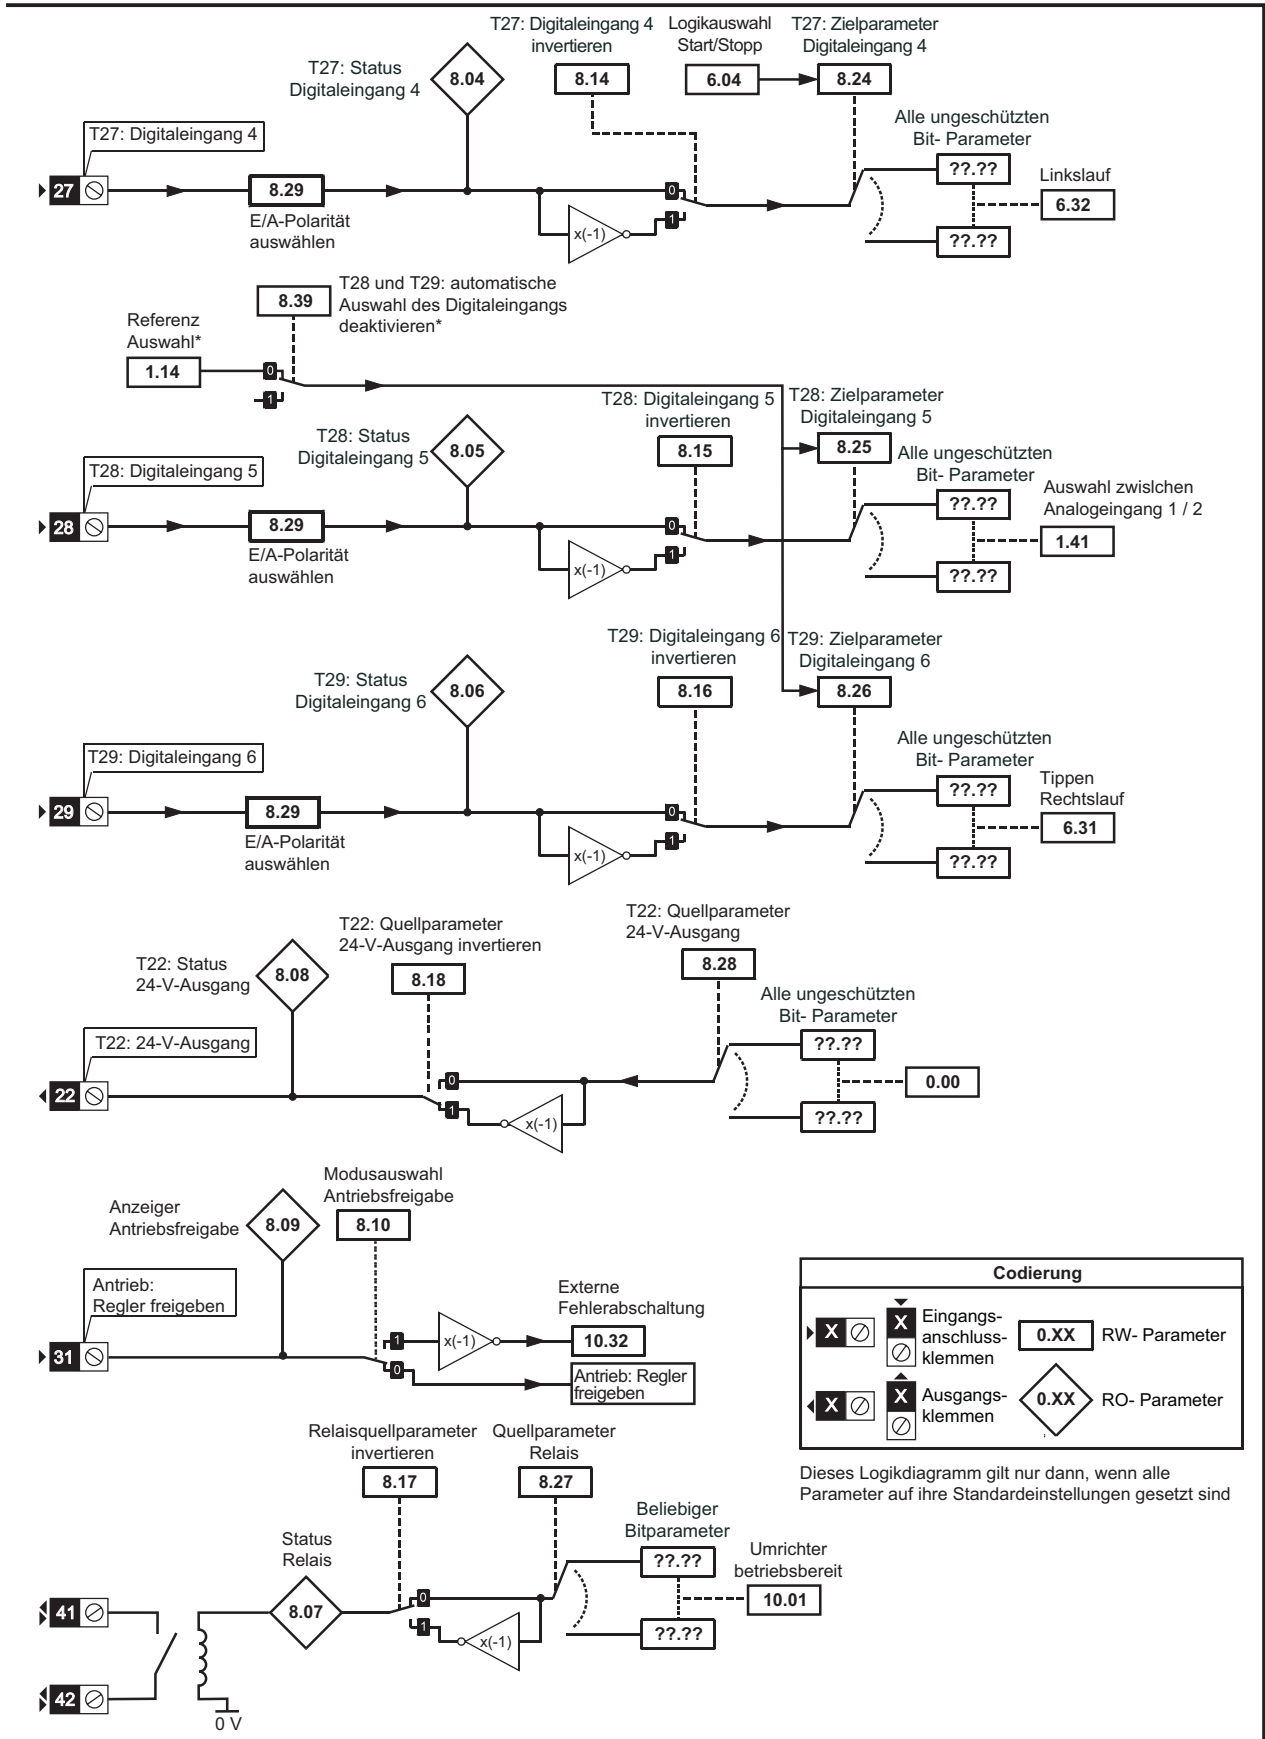 T27: Digitaleingang 4
invertieren
Logikauswahl
Start/Stopp
T27: Zielparameter
Digitaleingang 4
T27: Status
Digitaleingang 4
8.04
8.14
6.04
8.24
Alle ungeschützten
Bit- Parameter
T27: Digitaleingang 4
27
8.29
E/A-Polarität
auswählen
x(-1)
0
1
??.??
??.??
Linkslauf
6.32
T28 und T29: automatische
Auswahl des Digitaleingangs
deaktivieren*
8.39
Referenz
Auswahl*
1.14
0
1
T28: Digitaleingang 5
invertieren
T28: Zielparameter
Digitaleingang 5
T28: Status
Digitaleingang 5
8.05
8.15
8.25
Alle ungeschützten
Bit- Parameter
T28: Digitaleingang 5
28
8.29
E/A-Polarität
auswählen
x(-1)
0
1
??.??
??.??
Auswahl zwislchen
Analogeingang 1 / 2
1.41
T29: Digitaleingang 6
invertieren
T29: Zielparameter
Digitaleingang 6
T29: Status
Digitaleingang 6
8.06
8.16
8.26
Alle ungeschützten
Bit- Parameter
T29: Digitaleingang 6
29
8.29
E/A-Polarität
auswählen
x(-1)
0
1
??.??
??.??
Tippen
Rechtslauf
6.31
T22: Quellparameter
24-V-Ausgang invertieren
T22: Quellparameter
24-V-Ausgang
T22: Status
24-V-Ausgang
8.08
8.18
8.28
Alle ungeschützten
Bit- Parameter
T22: 24-V-Ausgang
22
0
1
x(-1)
??.??
??.??
0.00
Modusauswahl
Antriebsfreigabe
Anzeiger
Antriebsfreigabe
8.09
8.10
Antrieb:
Regler freigeben
31
1
0
x(-1)
Externe
Fehlerabschaltung
10.32
Antrieb: Regler
freigeben
Codierung
X
X
Eingangs-
anschluss-
klemmen
0.XX
RW- Parameter
X
X
Ausgangs-
klemmen
0.XX
RO- Parameter
Dieses Logikdiagramm gilt nur dann, wenn alle
Parameter auf ihre Standardeinstellungen gesetzt sind
Relaisquellparameter
invertieren
Quellparameter
Relais
8.17
8.27
Status
Relais
8.07
Beliebiger
Bitparameter
??.??
??.??
Umrichter
betriebsbereit
10.01
0
1
x(-1)
41
42
0 V